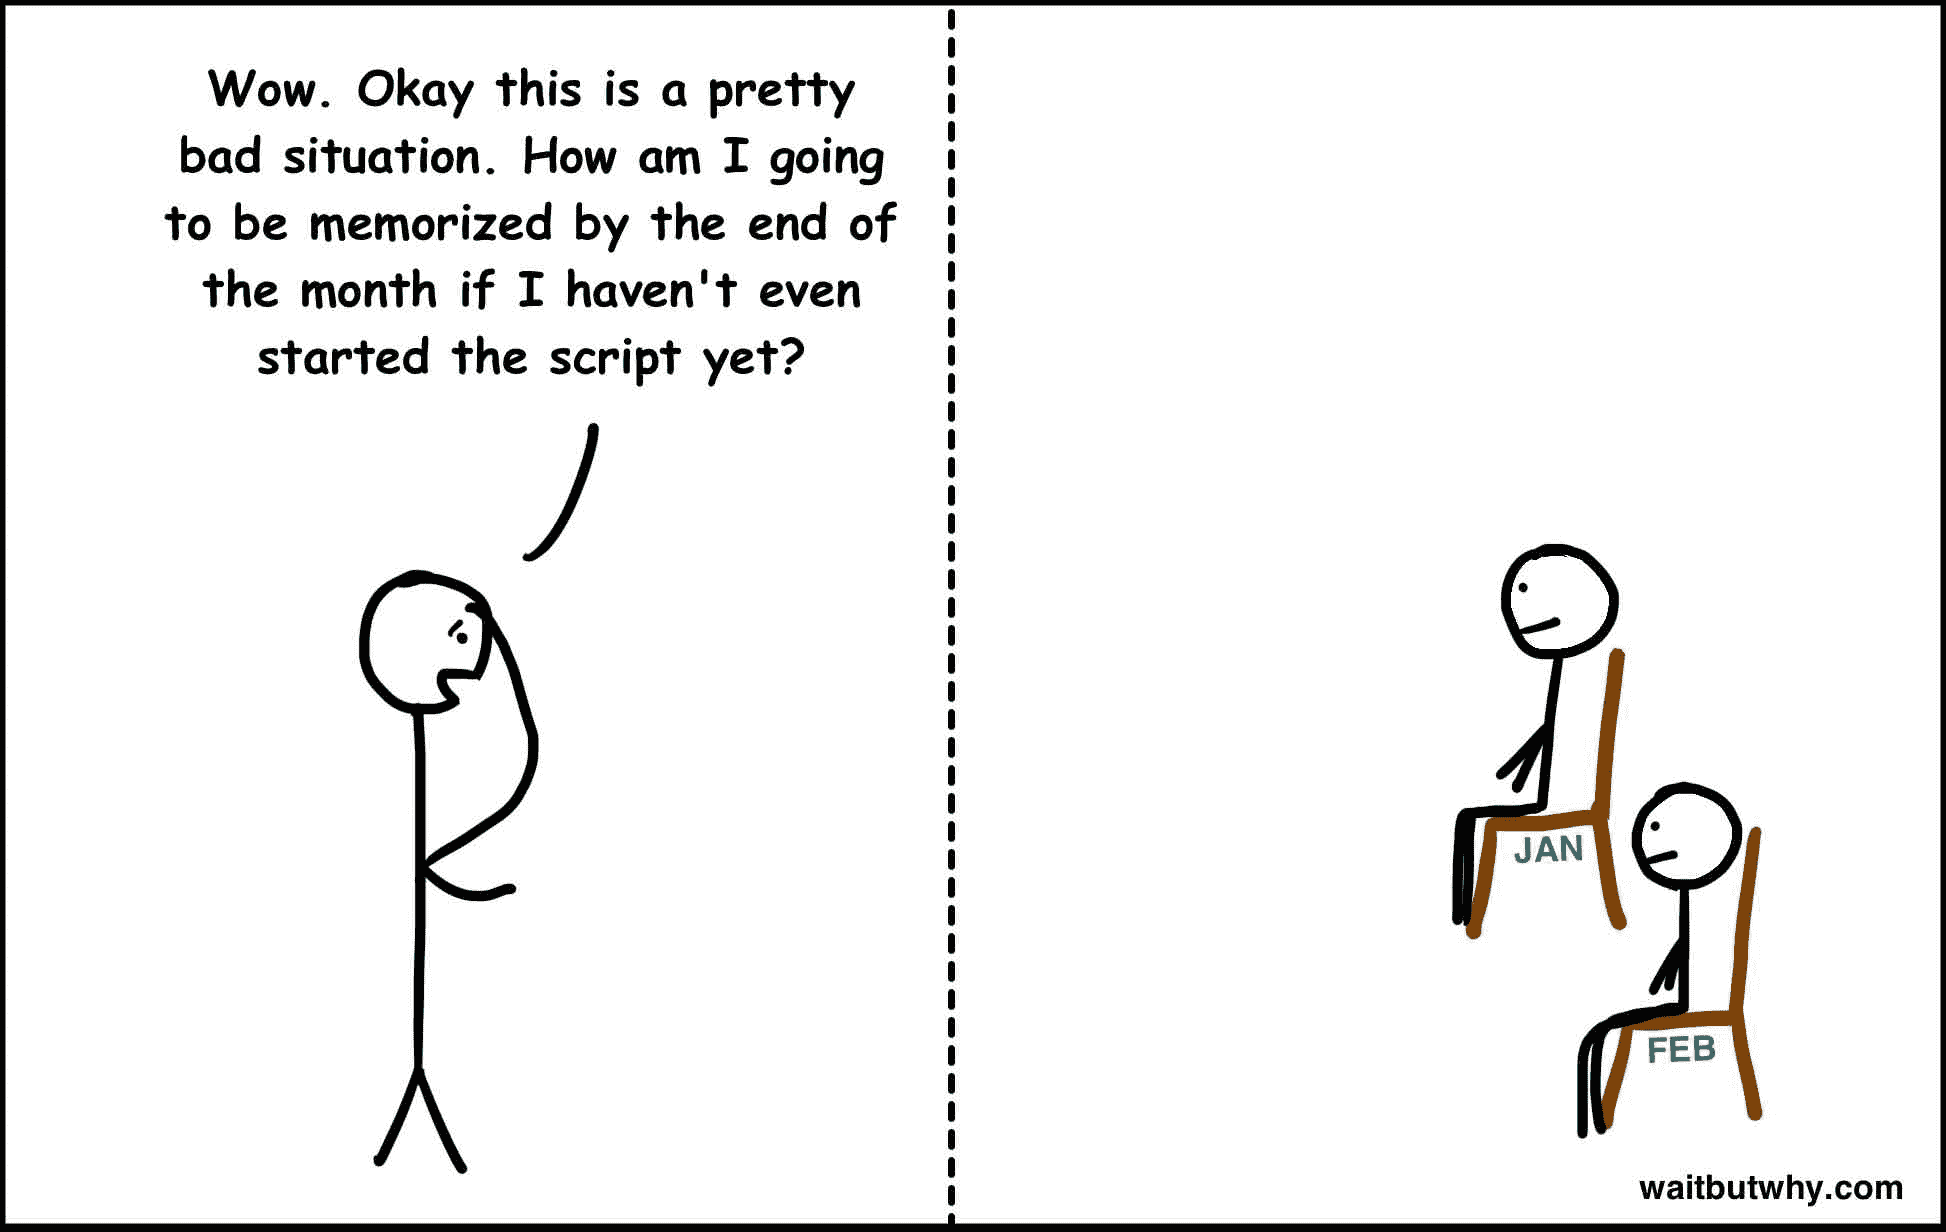 Wow. Okay this is a pretty
bad situation. How am I going
to be memorized by the end of
the month if I haven't even
started the script yet?
JAN
FEB
waitbutwhy.com